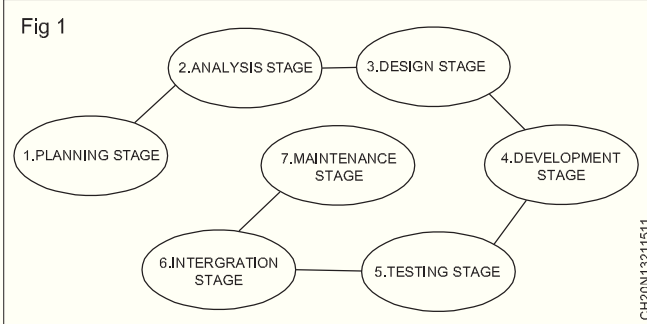 Fig 1
1.PLANNING STAGE
2.ANALYSIS STAGE
3.DESIGN STAGE
4.DEVELOPMENT
STAGE
5.TESTING STAGE
6.INTERGRATION
STAGE
7.MAINTENANCE
STAGE
CH20N13211511